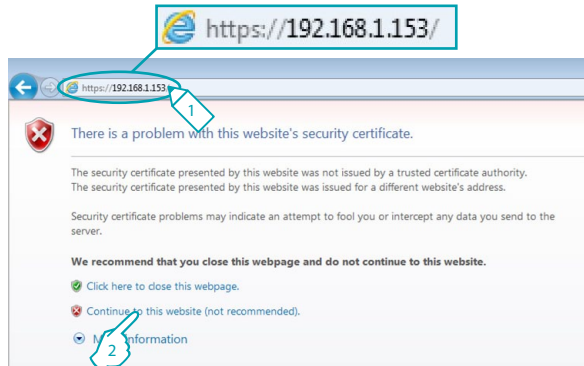 https://192.168.1.153/
https://192.168.1.153
1
There is a problem with this website's security certificate.
The security certificate presented by this website was not issued by a trusted certificate authority.
The security certificate presented by this website was issued for a different website's address.
Security certificate problems may indicate an attempt to fool you or intercept any data you send to the
server.
We recommend that you close this webpage and do not continue to this website.
Click here to close this webpage.
Continue to this website (not recommended).
information
2